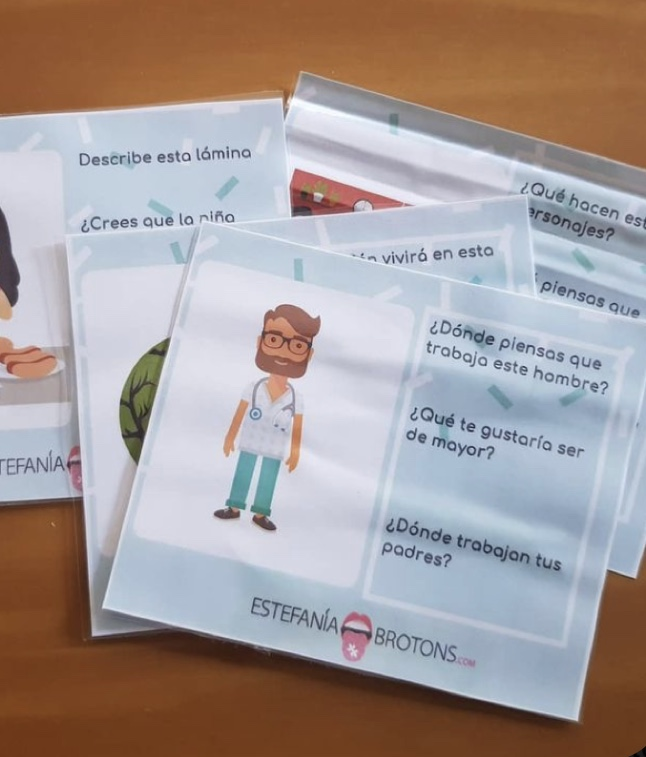 Describe esta lámina
¿Crees que la niña
TEFANÍA
¿Qué hacen est
ersonajes?
piensas que
vivirá en esta
¿Dónde piensas que
trabaja este hombre?
¿Qué te gustaría ser
de mayor?
¿Dónde trabajan tus
padres?
ESTEFANÍA BROTONS.COM